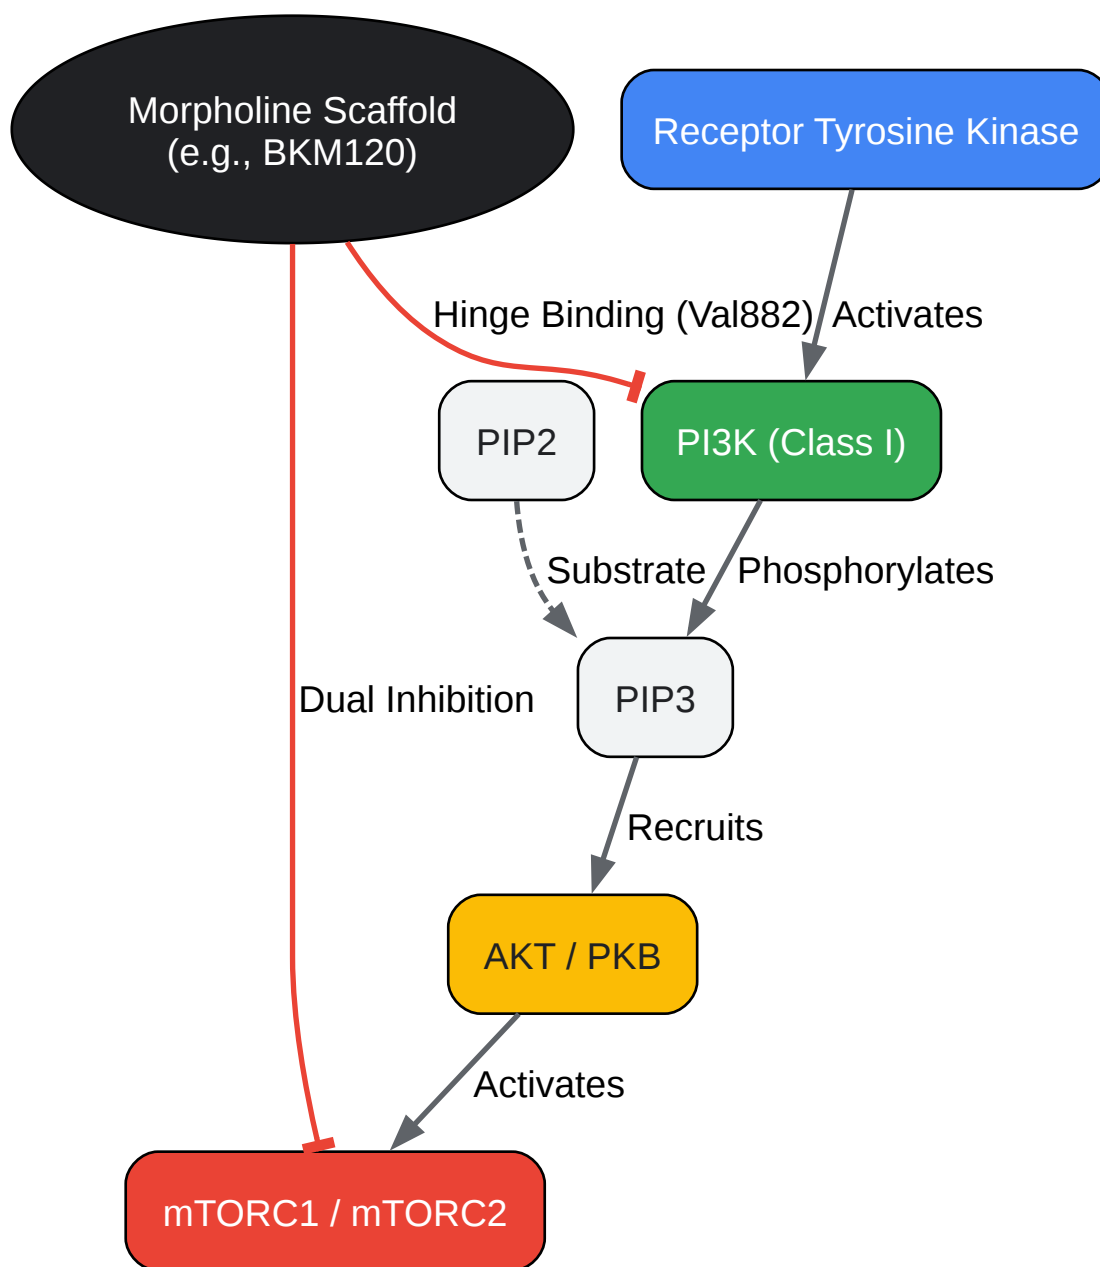 Morpholine Scaffold
(e.g., BKM120)
Receptor Tyrosine Kinase
Hinge Binding (Val882)
Activates
PIP2
PI3K (Class I)
Substrate
Phosphorylates
Dual Inhibition
PIP3
Recruits
AKT / PKB
Activates
mTORC1 / mTORC2